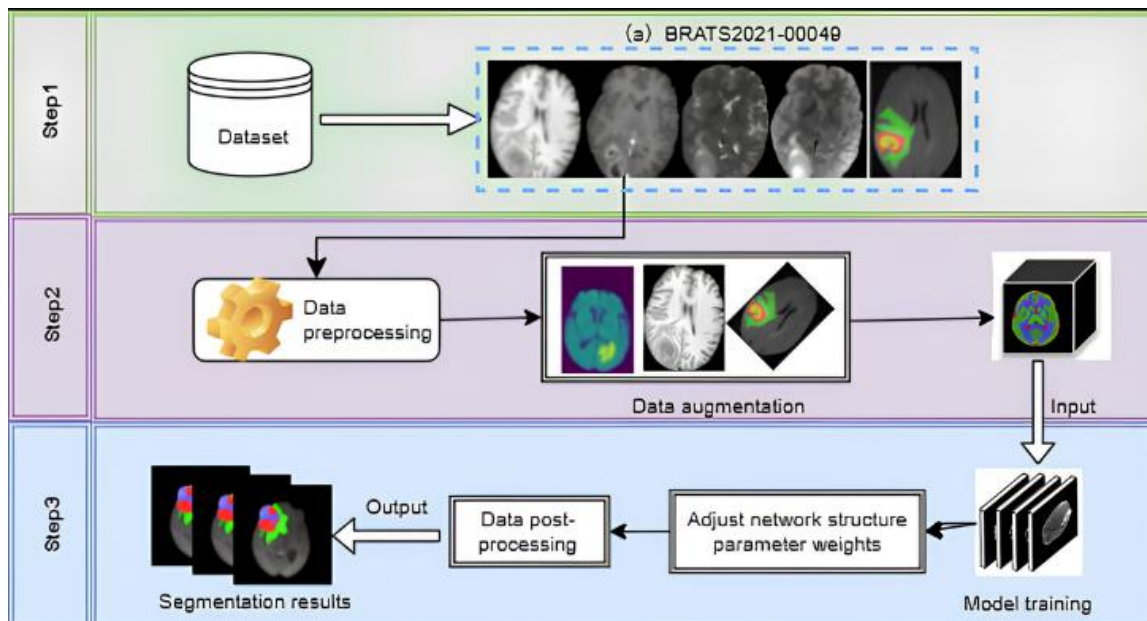 Step1
(a) BRATS2021-00049
Dataset
Step2
Data
preprocessing
Data augmentation
Input
Step3
Segmentation results
Output
Data post-
processing
Adjust network structure
parameter weights
Model training